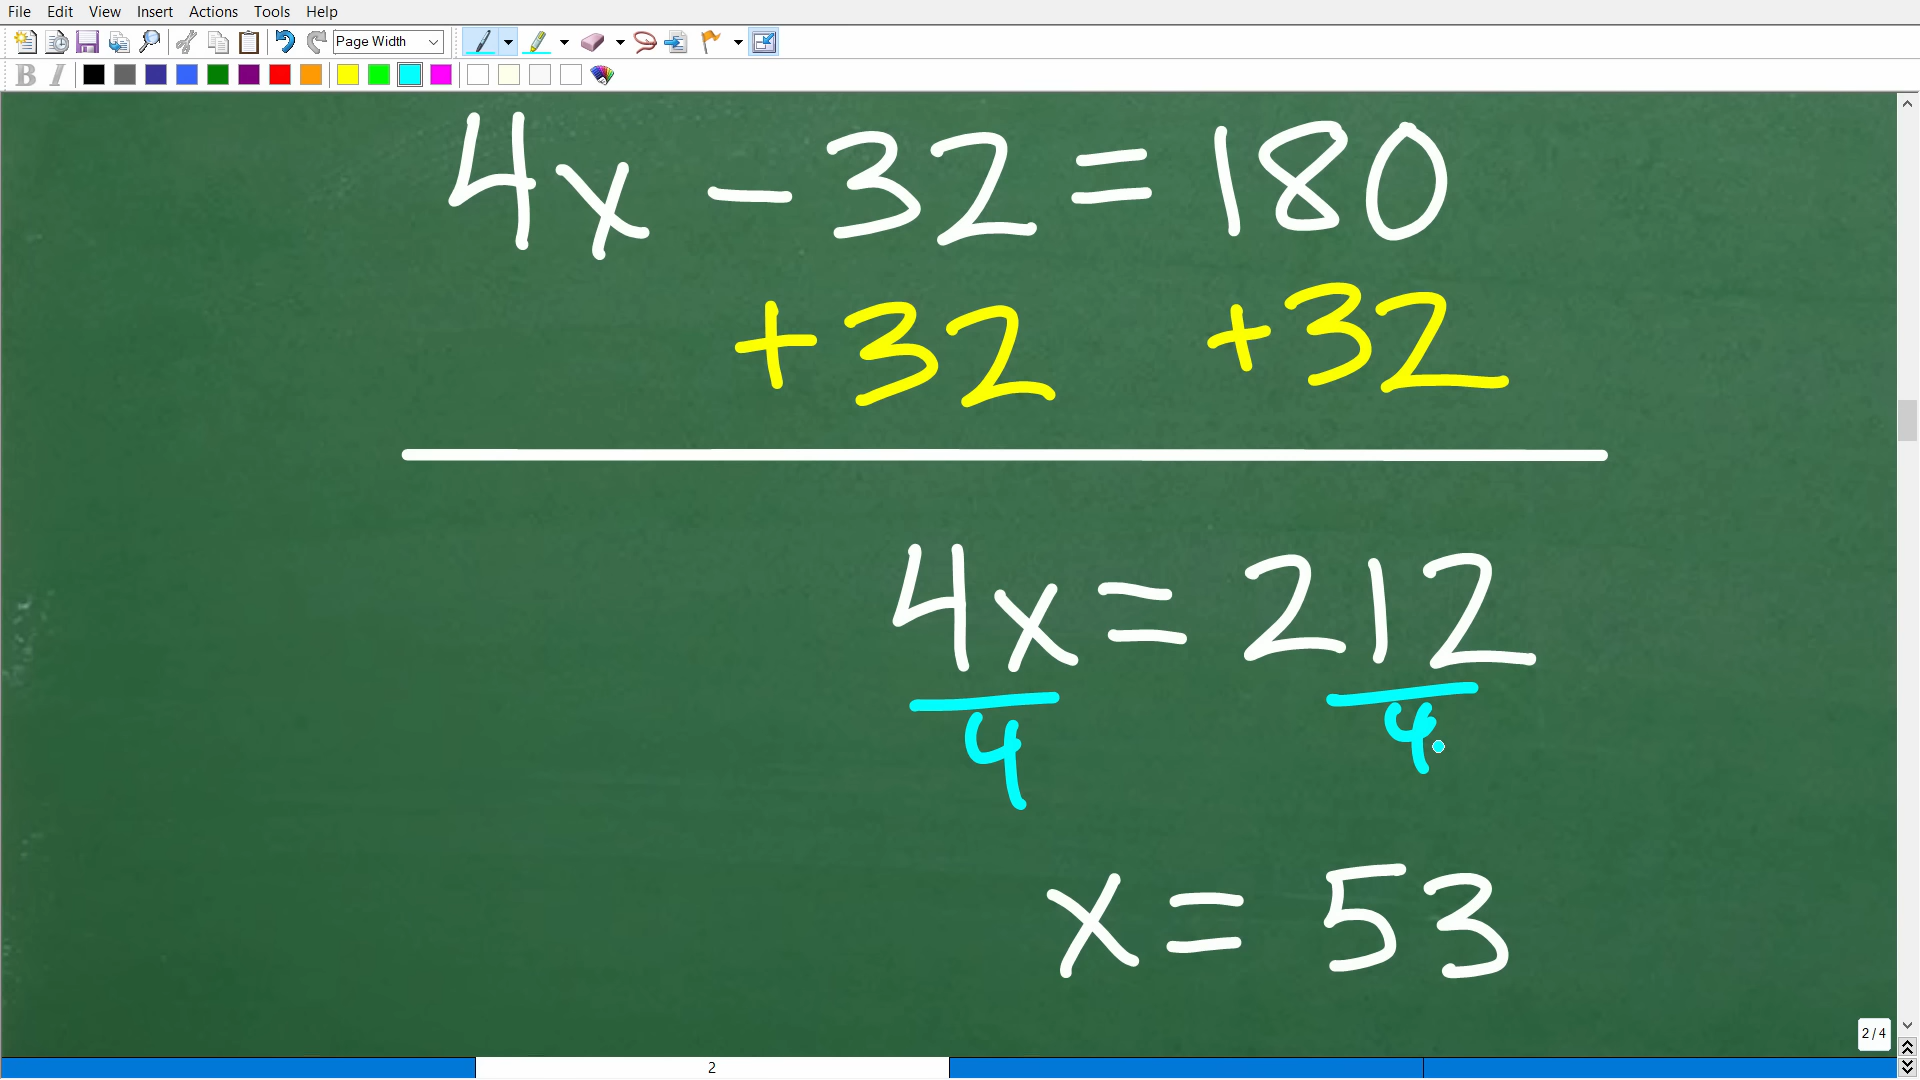 File Edit View Insert Actions Tools Help
Page Width
B I
4x - 32 = 180
+32 +32
4x = 212
4 4
x = 53
2 / 4
2